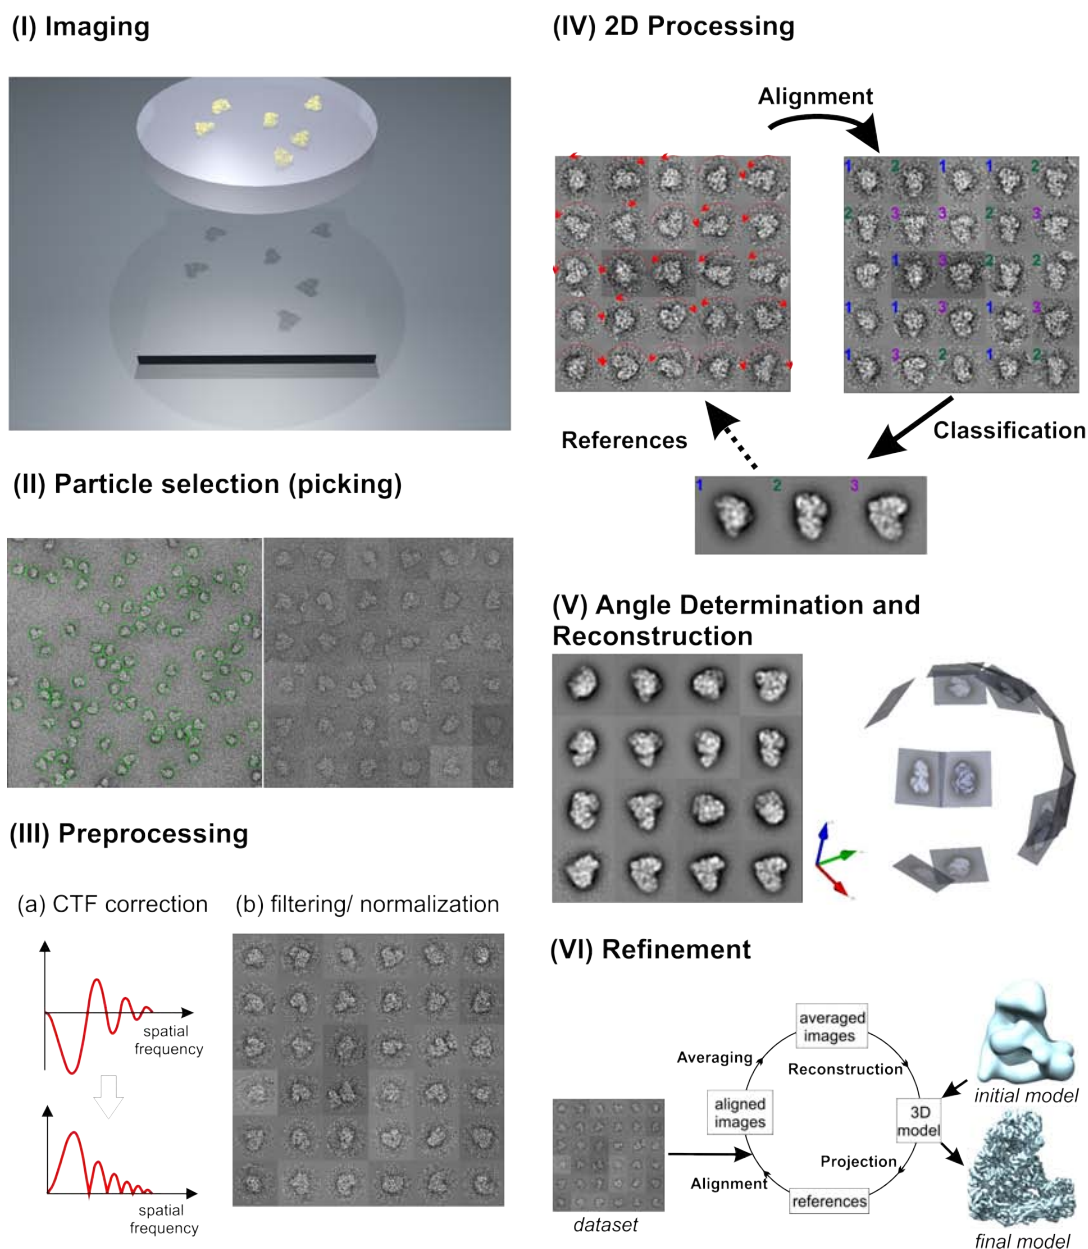 (I) Imaging
(II) Particle selection (picking)
(III) Preprocessing
(a) CTF correction
(b) filtering/ normalization
spatial
frequency
spatial
frequency
(IV) 2D Processing
Alignment
1 2 1 1 2
2 3 3 2 3
1 3 2 2
1 1 3 1 3
1 3 2 1 2
References
Classification
1 2 3
(V) Angle Determination and
Reconstruction
(VI) Refinement
averaged
images
Averaging
Reconstruction
aligned
images
3D
model
initial model
Projection
Alignment
references
dataset
final model